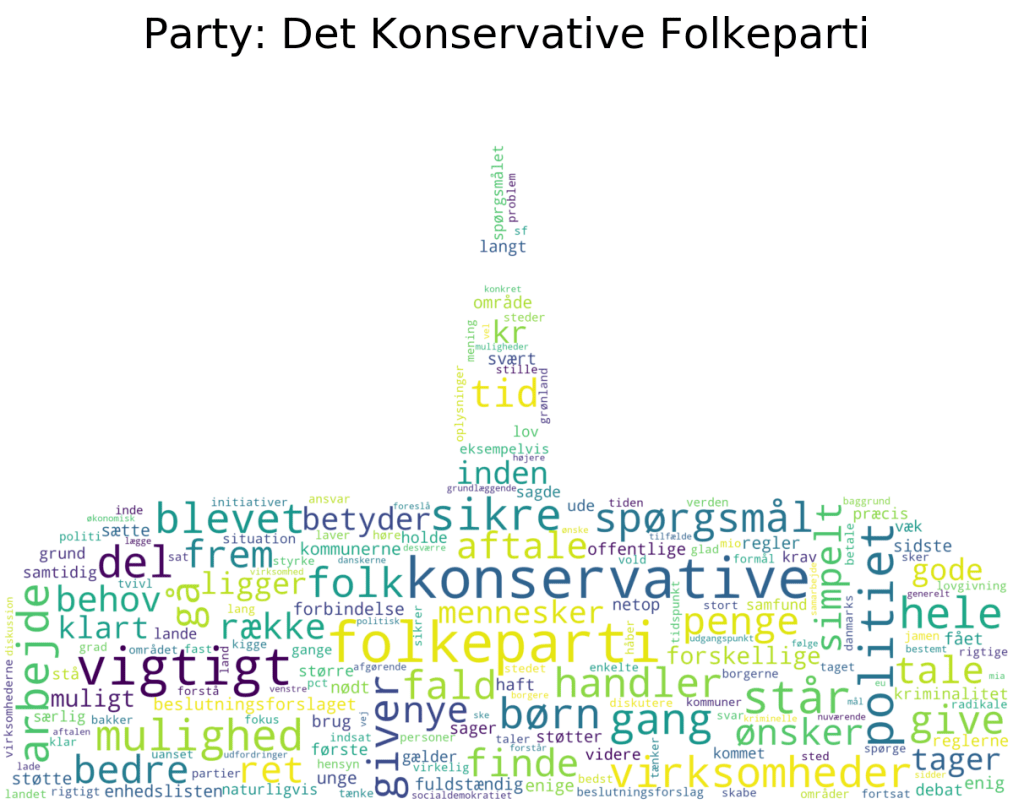 Party: Det Konservative Folkeparti
spørgsmålet
problem
sf
langt
konkret
område
steder
mening
vel
kr
muligheder
svært
stille
oplysninger
tid
grønland
lov
eksempelvis
højere
inden
grundlæggende
sagde
inde
initiativer
ansvar
foreslå
ude
tiden
verden
baggrund
økonomisk
sætte
blevet
betyder
sikre
spørgsmål
simpelt
præcis
politi
lægge
situation
laver
høre
holde
ønske
tilfælde
betale
væk
grund
del
sat
frem
styrke
kommunerne
desværre
aftale
offentlige
glad
mio
regler
sidste
samtidig
tvivl
virksomhed
danskerne
vold
formål
krav
sker
gode
behov
gå
ligger
folk
konservative
samarbejde
politiet
lovgivning
generelt
diskussion
arbejde
lang
forbindelse
mennesker
netop
tidspunkt
stort
samfund
danmarks
hele
klart
lande
række
politisk
sikrer
folkeparti
håber
udgangspunkt
penge
følge
jamen
fået
grad
området
fast
land
kigge
gange
forskellige
bestemt
rigtige
virksomhederne
stå
vigtigt
større
afgørende
stedet
enkelte
borgerne
taget
tale
eu
mia
muligt
forstå
venstre
pct
nødt
givet
fald
haft
handler
kommuner
står
mål
kriminalitet
beslutningsforslaget
borgere
diskutere
særlig
bakker
fokus
brug
vej
nye
ske
børn
gang
svar
kriminelle
nuværende
radikale
aftalen
klar
mulighed
udfordringer
første
personer
sager
taler
støtter
ønsker
spørge
give
reglerne
lade
støtte
bedre
partier
uanset
ret
hensyn
gælder
virkelig
forstår
finde
videre
tænker
kommet
sted
tager
sidder
landet
rigtigt
enhedslisten
naturligvis
unge
indsat
tænke
fuldstændig
socialdemokratiet
enige
bedst
beslutningsforslag
virksomheder
skabe
områder
fortsat
debat
enig